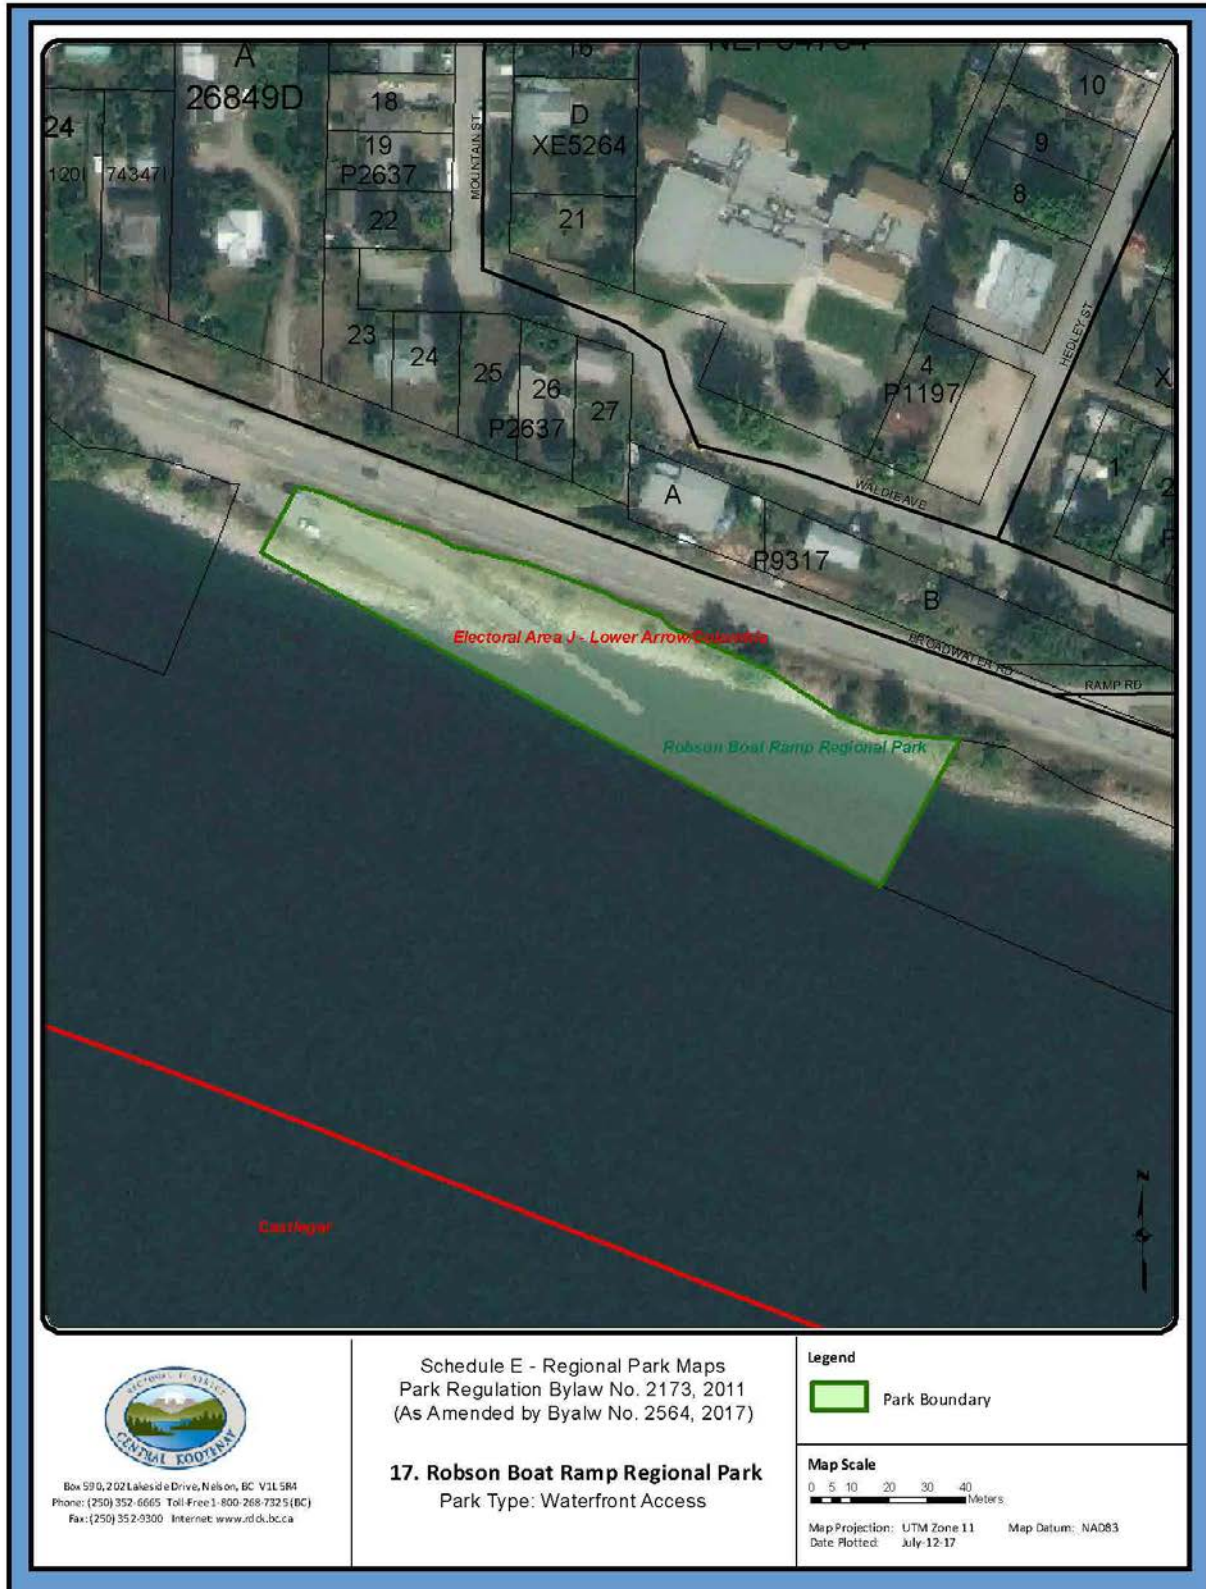 NEP64764
A
26849D
16
10
18
D
XE5264
24
19
P2637
9
1201
74347I
MOUNTAIN ST
8
22
21
HEDLEY ST
23
24
25
4
P1197
X
26
27
P2637
1
2
A
WALDIE AVE
P9317
P
B
Electoral Area J - Lower Arrow/Columbia
BROADWATER RD
RAMP RD
Robson Boat Ramp Regional Park
Castlegar
REGIONAL DISTRICT
CENTRAL KOOTENAY
Box 590, 202 Lakeside Drive, Nelson, BC V1L 5R4
Phone: (250) 352-6665 Toll-Free 1-800-268-7325 (BC)
Fax: (250) 352-9300 Internet: www.rdck.bc.ca
Schedule E - Regional Park Maps
Park Regulation Bylaw No. 2173, 2011
(As Amended by Byalw No. 2564, 2017)
17. Robson Boat Ramp Regional Park
Park Type: Waterfront Access
Legend
Park Boundary
Map Scale
0 5 10 20 30 40
Meters
Map Projection: UTM Zone 11 Map Datum: NAD83
Date Plotted: July-12-17